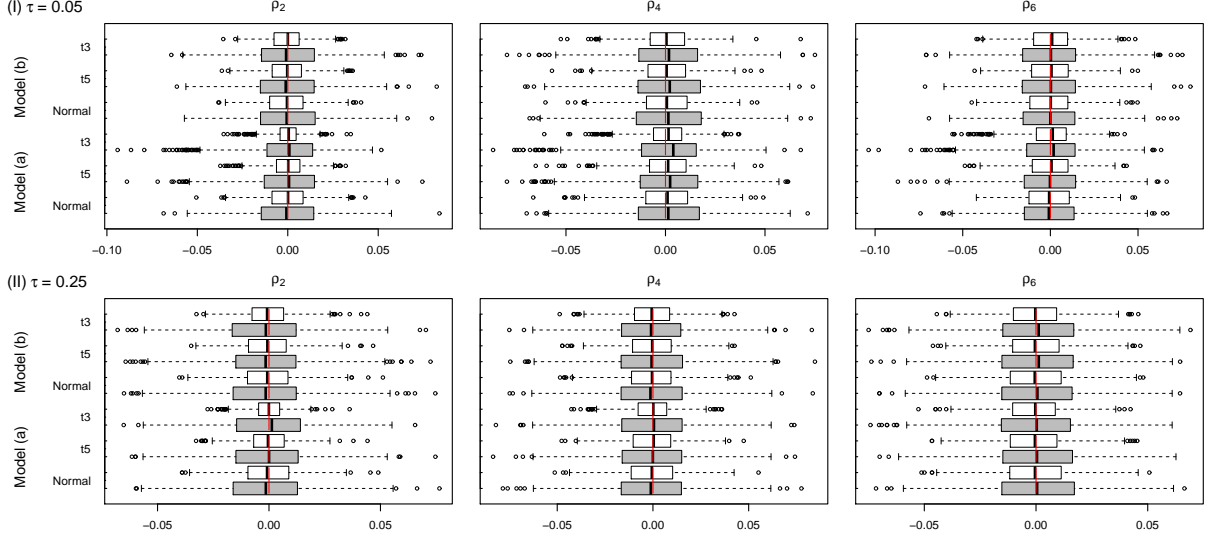 (I) τ = 0.05
ρ2 ρ4 ρ6
Model (b)
t3
t5
Normal
Model (a)
t3
t5
Normal
−0.10 −0.05 0.00 0.05
−0.05 0.00 0.05
−0.10 −0.05 0.00 0.05
(II) τ = 0.25
ρ2 ρ4 ρ6
Model (b)
t3
t5
Normal
Model (a)
t3
t5
Normal
−0.05 0.00 0.05
−0.05 0.00 0.05
−0.05 0.00 0.05